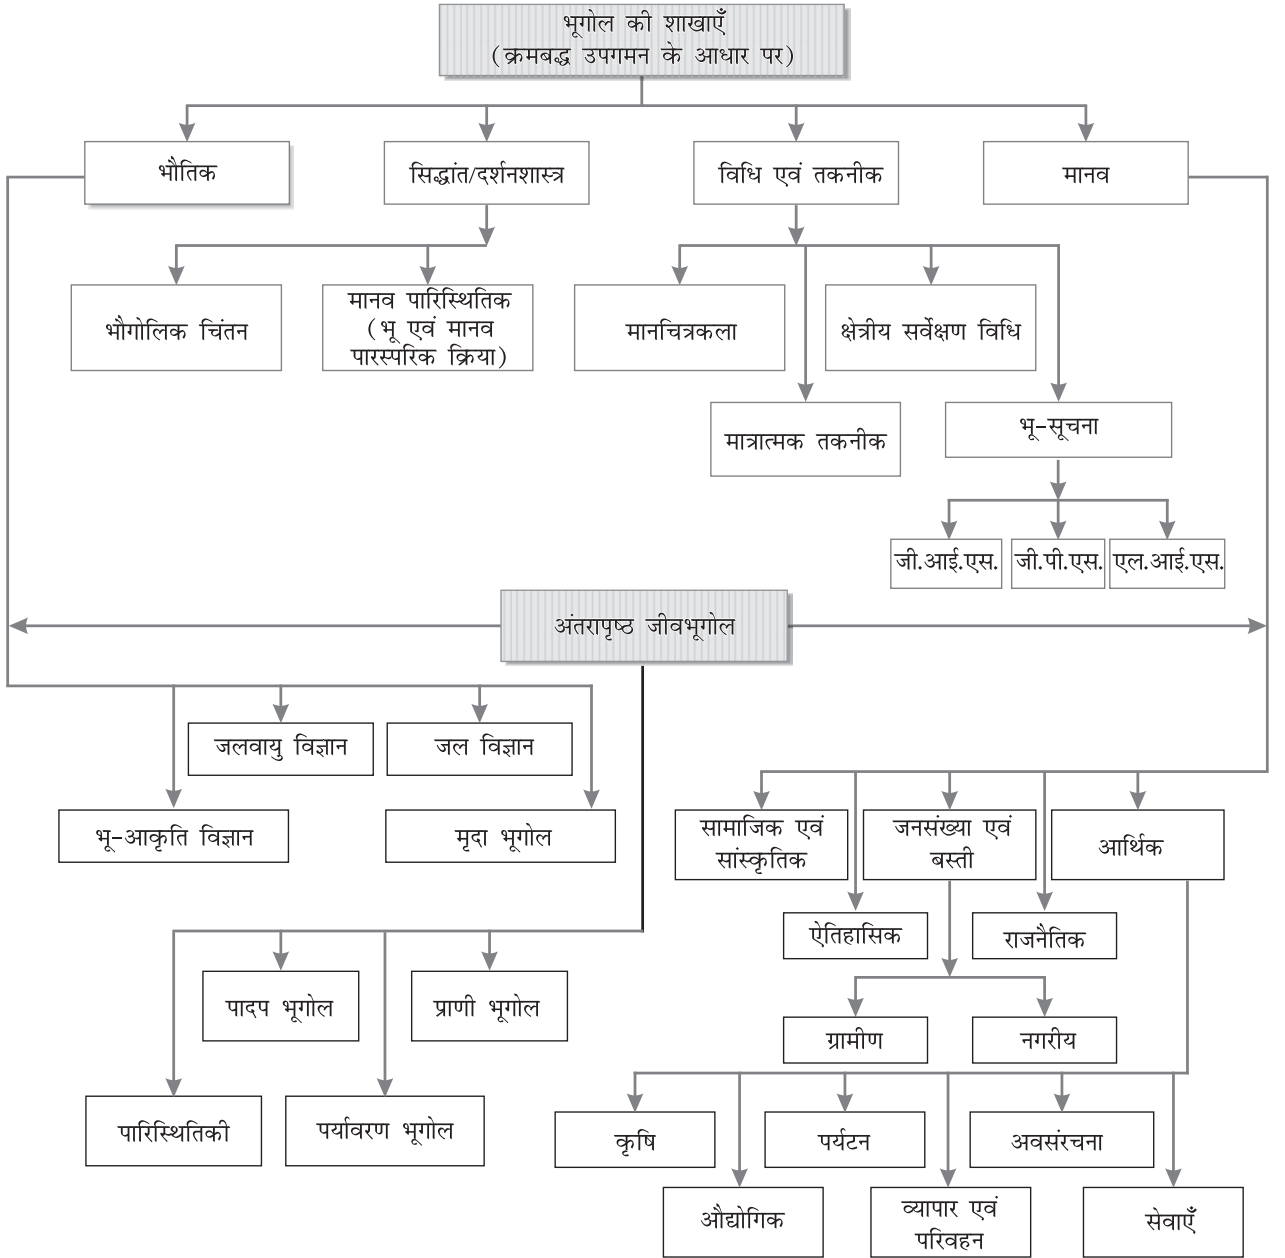 भूगोल की शाखाएँ
(क्रमबद्ध उपगमन के आधार पर)
भौतिक
सिद्धांत/दर्शनशास्त्र
विधि एवं तकनीक
मानव
भौगोलिक चिंतन
मानव पारिस्थितिक
(भू एवं मानव
पारस्परिक क्रिया)
मानचित्रकला
क्षेत्रीय सर्वेक्षण विधि
मात्रात्मक तकनीक
भू-सूचना
जी.आई.एस.
जी.पी.एस.
एल.आई.एस.
अंतरापृष्ठ जीवभूगोल
जलवायु विज्ञान
जल विज्ञान
भू-आकृति विज्ञान
मृदा भूगोल
सामाजिक एवं
सांस्कृतिक
जनसंख्या एवं
बस्ती
आर्थिक
ऐतिहासिक
राजनैतिक
पादप भूगोल
प्राणी भूगोल
ग्रामीण
नगरीय
पारिस्थितिकी
पर्यावरण भूगोल
कृषि
पर्यटन
अवसंरचना
औद्योगिक
व्यापार एवं
परिवहन
सेवाएँ